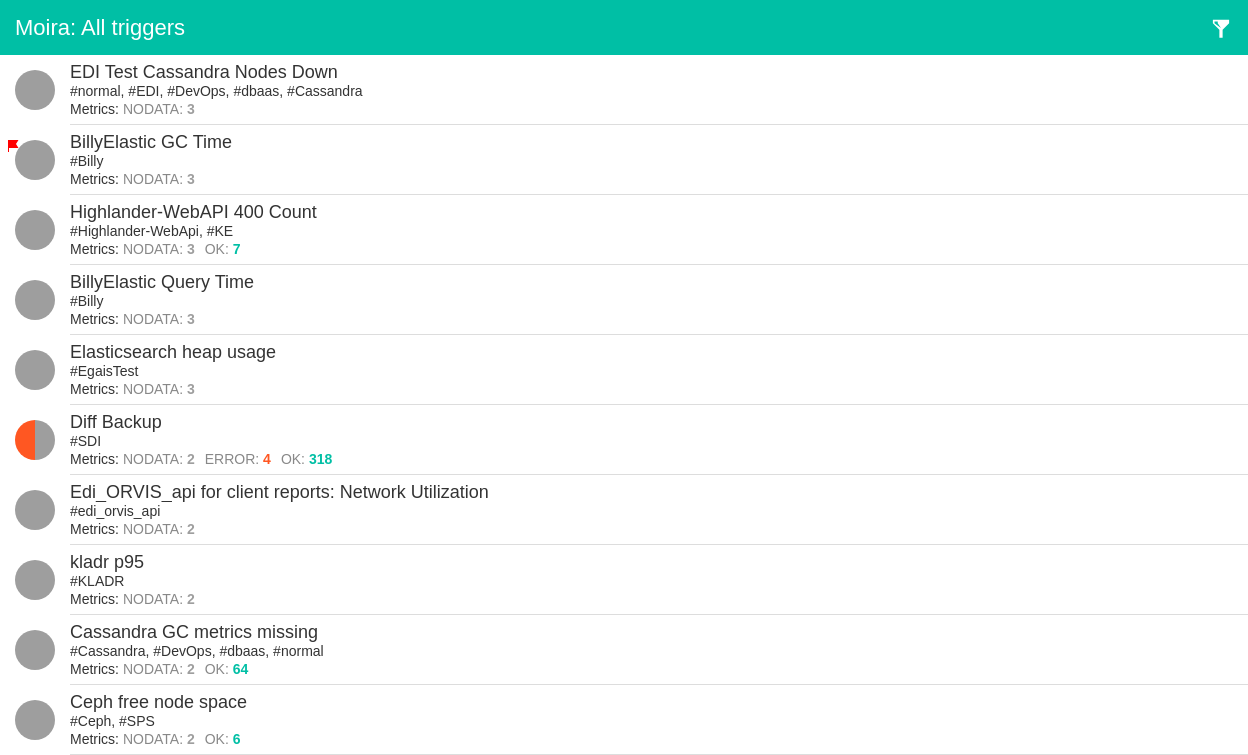 Moira: All triggers
EDI Test Cassandra Nodes Down
#normal, #EDI, #DevOps, #dbaas, #Cassandra
Metrics: NODATA: 3
BillyElastic GC Time
#Billy
Metrics: NODATA: 3
Highlander-WebAPI 400 Count
#Highlander-WebApi, #KE
Metrics: NODATA: 3 OK: 7
BillyElastic Query Time
#Billy
Metrics: NODATA: 3
Elasticsearch heap usage
#EgaisTest
Metrics: NODATA: 3
Diff Backup
#SDI
Metrics: NODATA: 2 ERROR: 4 OK: 318
Edi_ORVIS_api for client reports: Network Utilization
#edi_orvis_api
Metrics: NODATA: 2
kladr p95
#KLADR
Metrics: NODATA: 2
Cassandra GC metrics missing
#Cassandra, #DevOps, #dbaas, #normal
Metrics: NODATA: 2 OK: 64
Ceph free node space
#Ceph, #SPS
Metrics: NODATA: 2 OK: 6